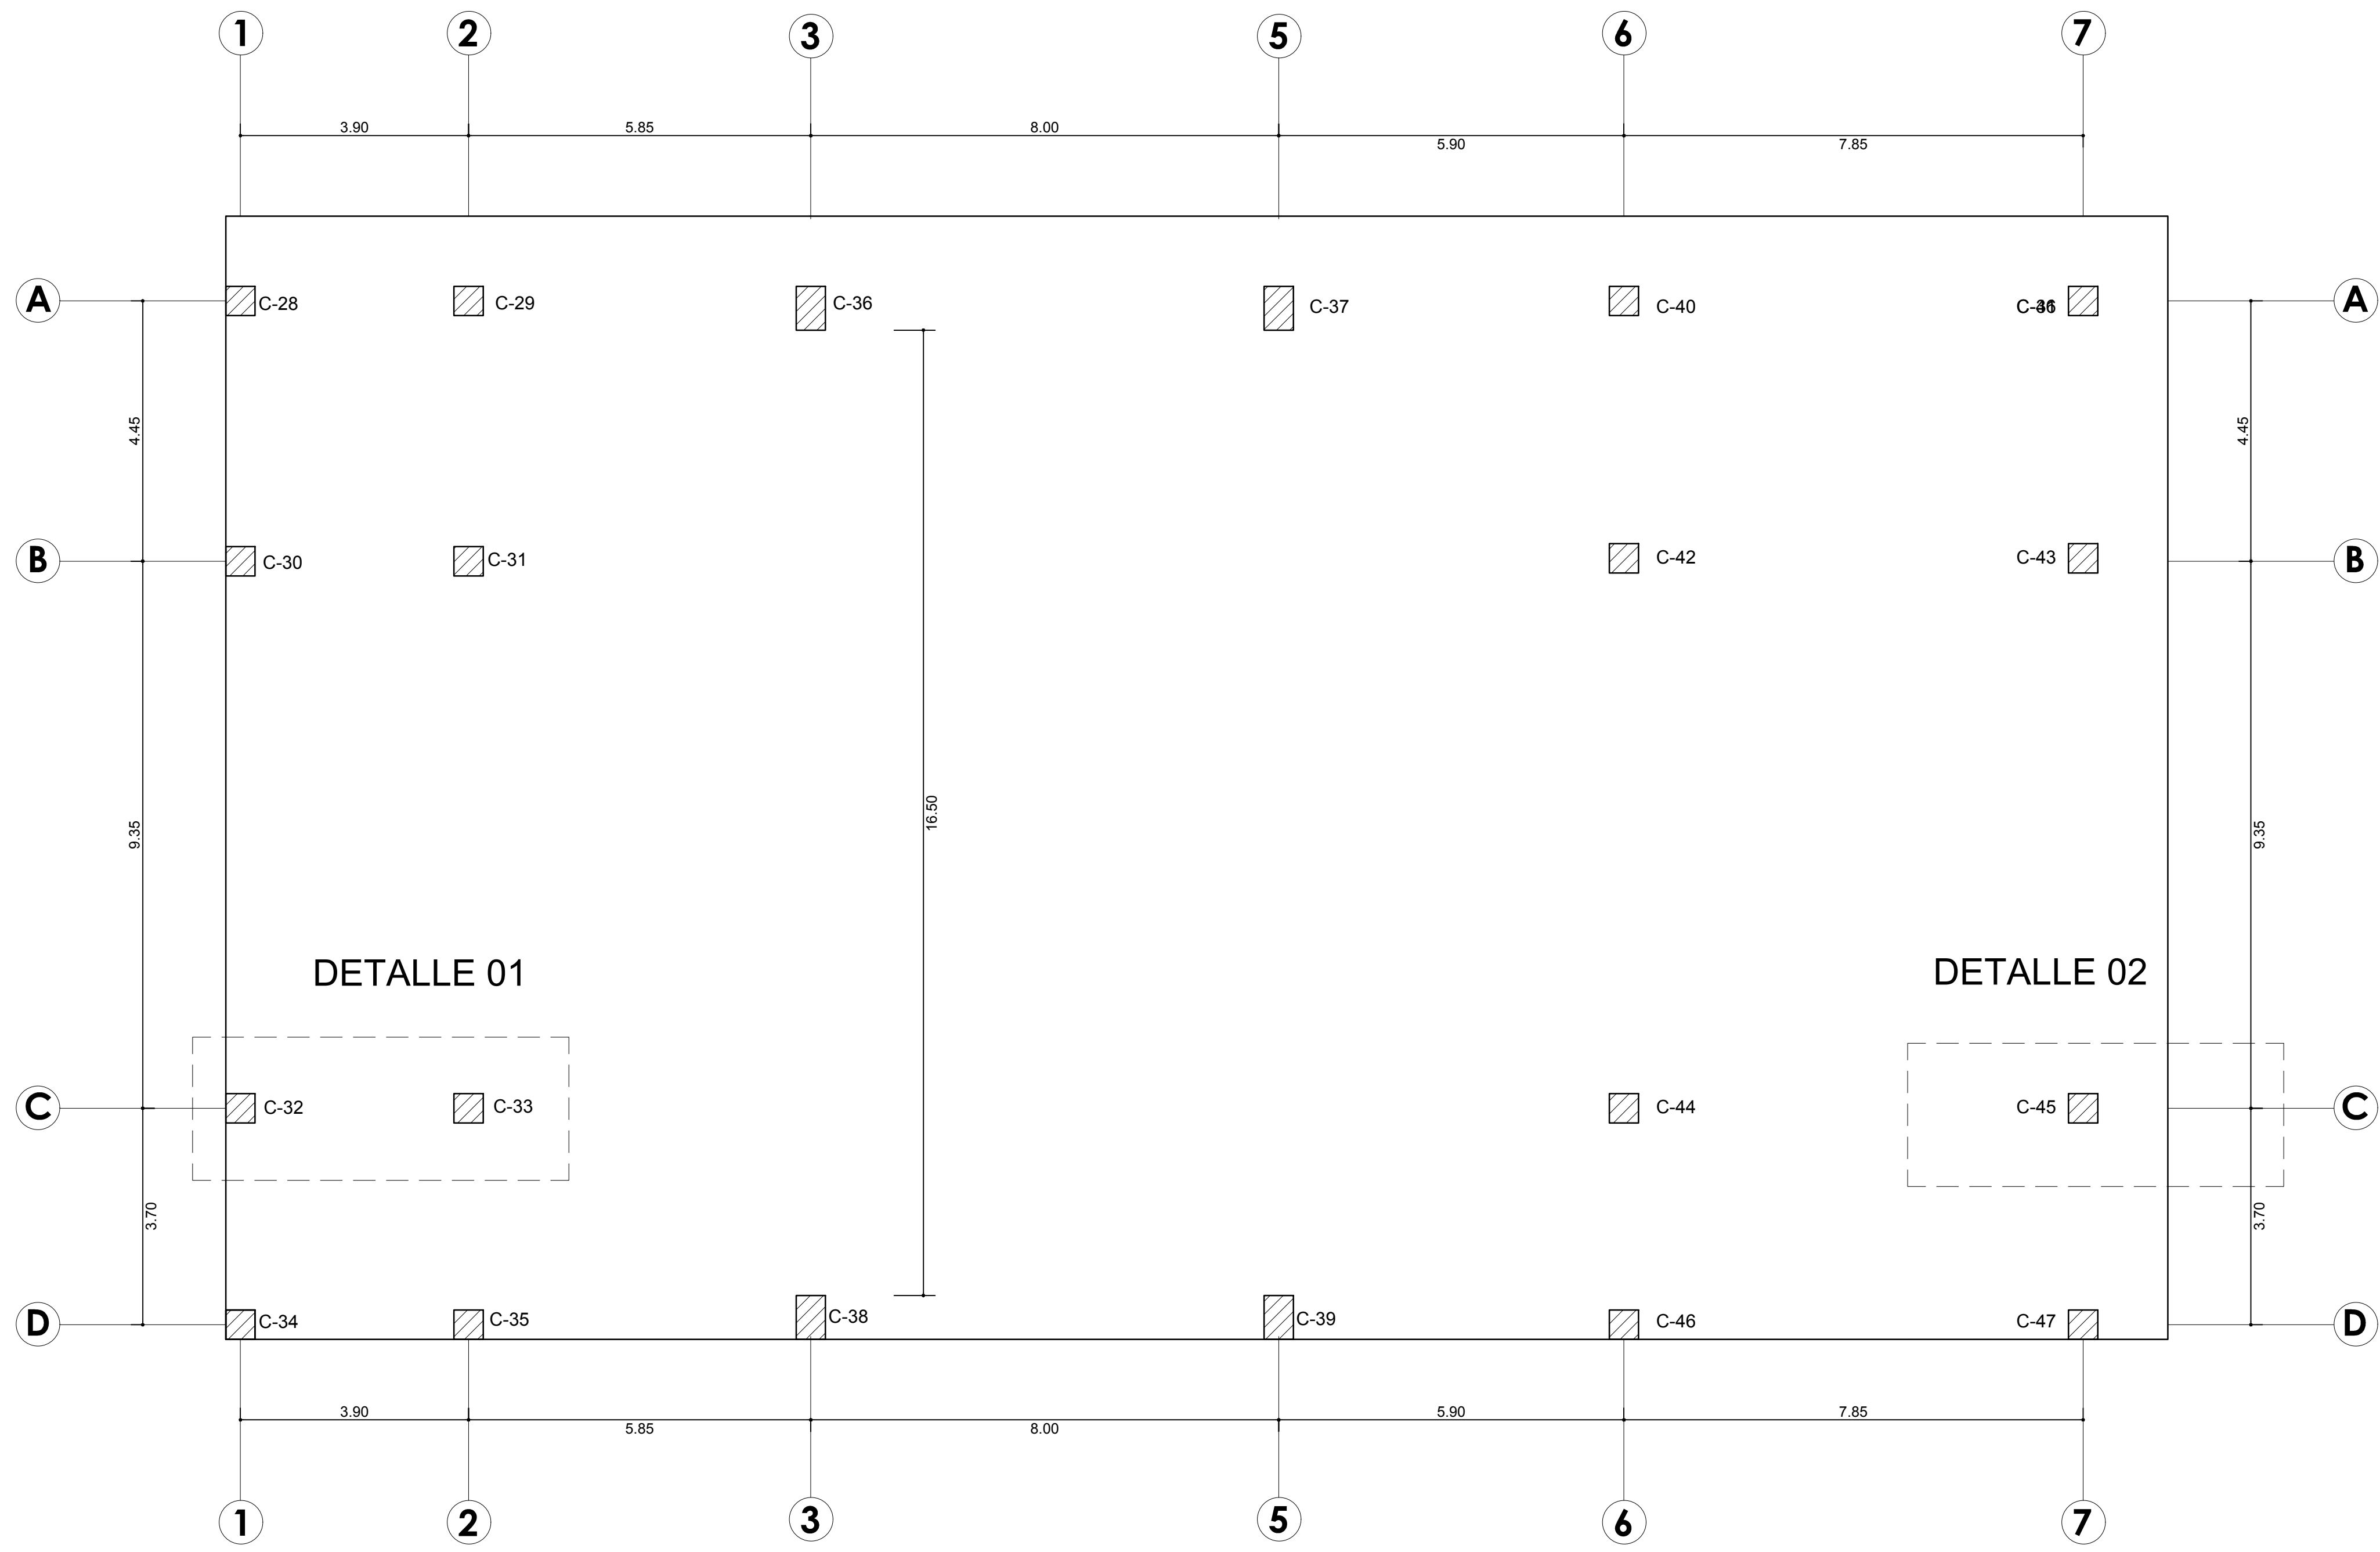 1 2 3 5 6 7
3.90 5.85 8.00 5.90 7.85
A C-28 C-29 C-36 C-37 C-40 A
4.45 4.45
B C-30 C-31 C-42 C-43 B
9.35 16.50 9.35
DETALLE 01 DETALLE 02
C C-32 C-33 C-44 C-45 C
3.70 3.70
D C-34 C-35 C-38 C-39 C-46 C-47 D
3.90 5.85 8.00 5.90 7.85
1 2 3 5 6 7